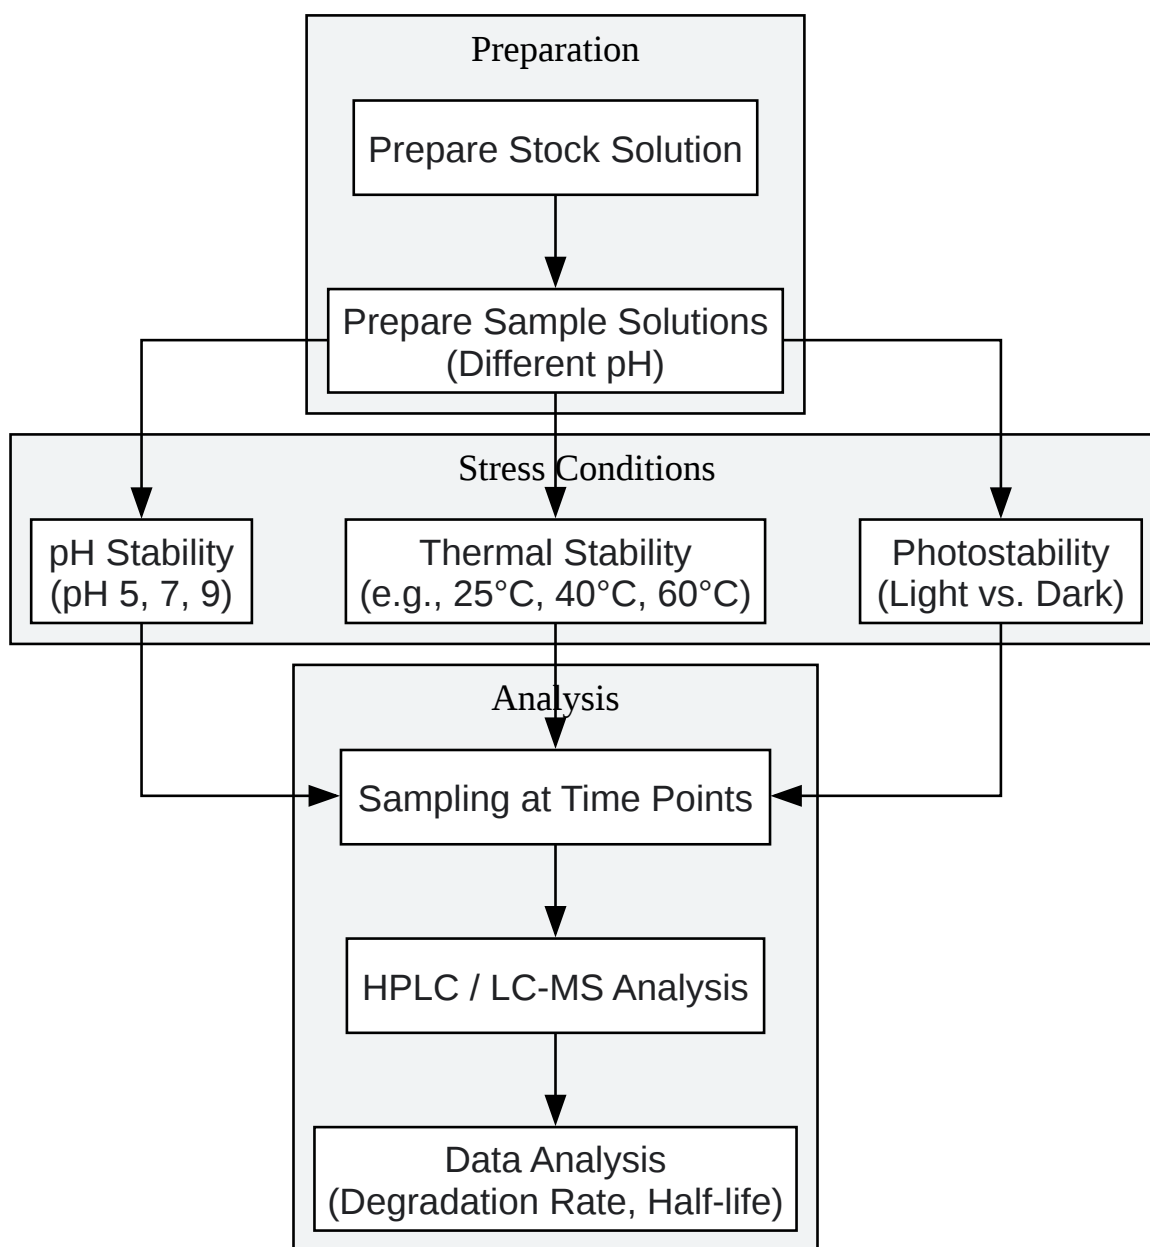 Preparation
Prepare Stock Solution
Prepare Sample Solutions
(Different pH)
Stress Conditions
pH Stability
(pH 5, 7, 9)
Thermal Stability
(e.g., 25°C, 40°C, 60°C)
Photostability
(Light vs. Dark)
Analysis
Sampling at Time Points
HPLC / LC-MS Analysis
Data Analysis
(Degradation Rate, Half-life)